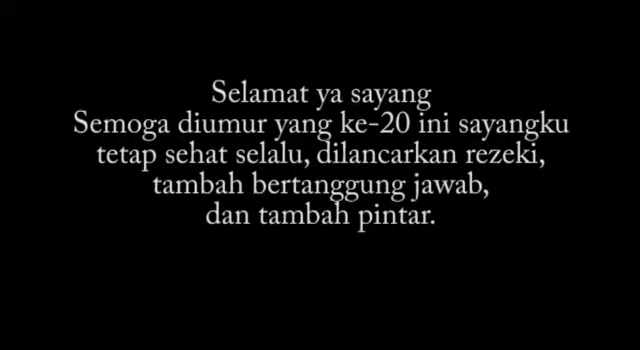 Selamat ya sayang
Semoga diumur yang ke-20 ini sayangku
tetap sehat selalu, dilancarkan rezeki,
tambah bertanggung jawab,
dan tambah pintar.